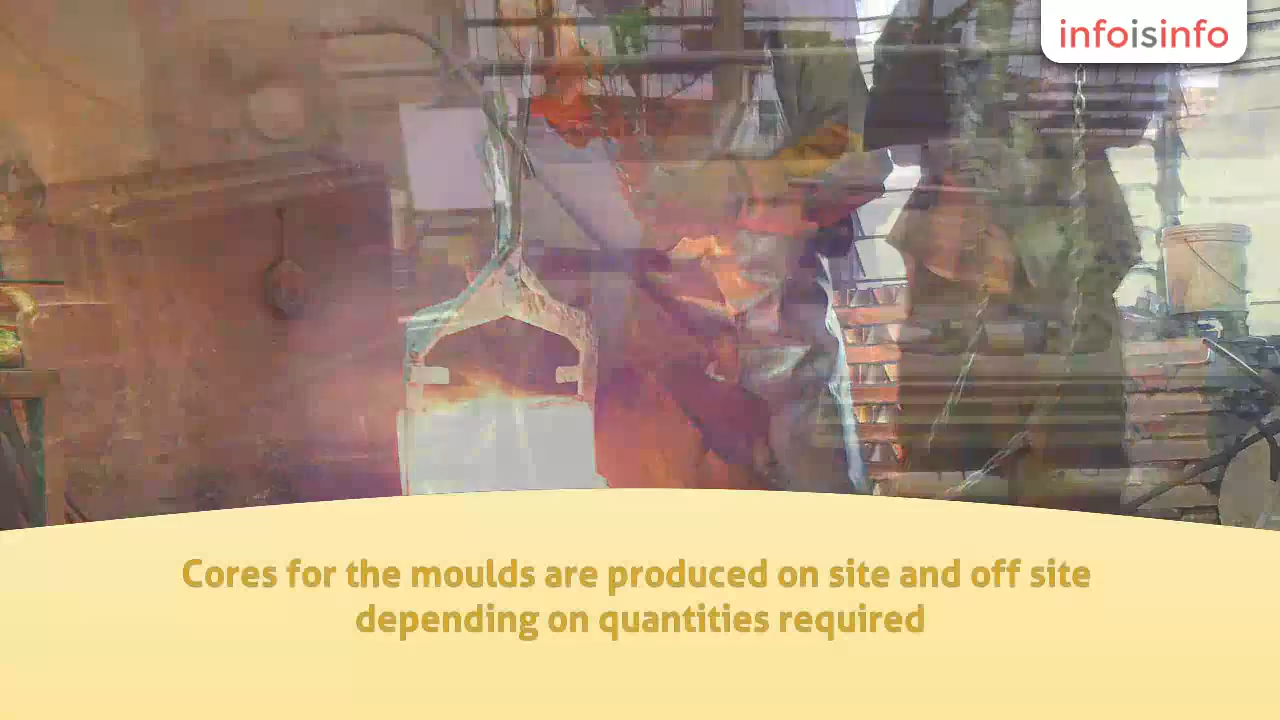 infoisinfo
Cores for the moulds are produced on site and off site
depending on quantities required